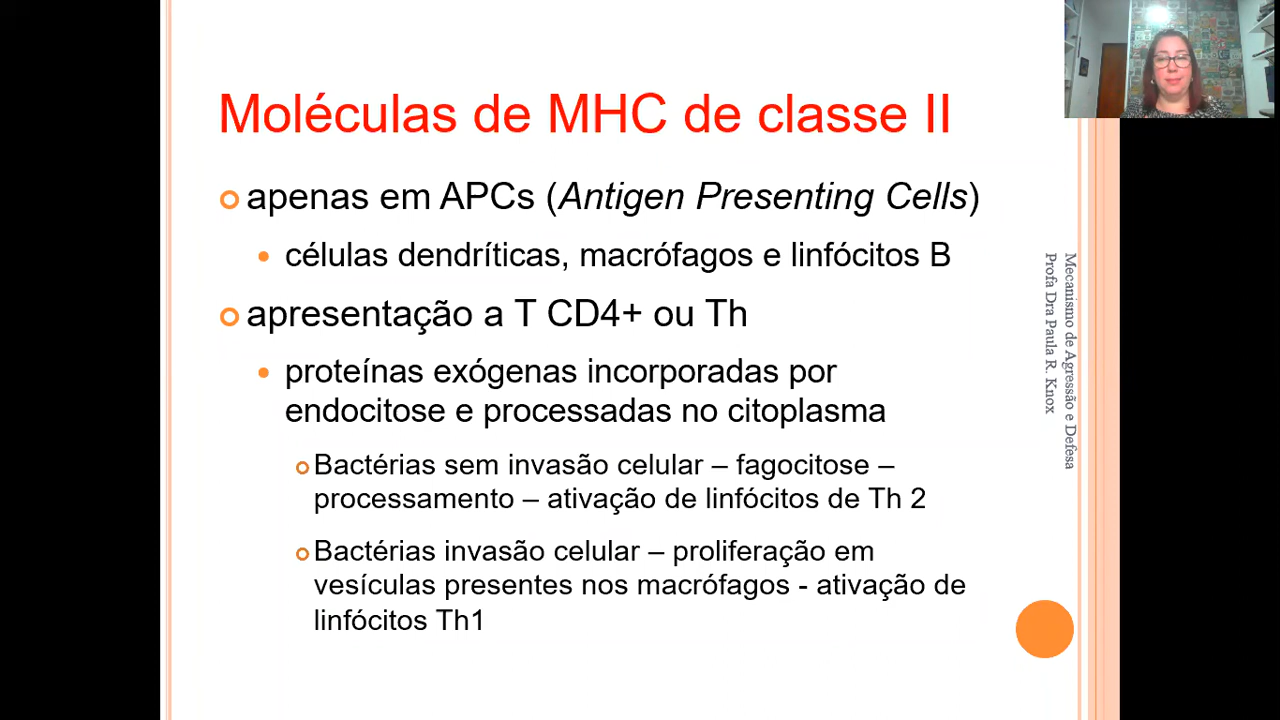 Moléculas de MHC de classe II
apenas em APCs (Antigen Presenting Cells)
células dendríticas, macrófagos e linfócitos B
apresentação a T CD4+ ou Th
proteínas exógenas incorporadas por
endocitose e processadas no citoplasma
Bactérias sem invasão celular – fagocitose –
processamento – ativação de linfócitos de Th 2
Bactérias invasão celular – proliferação em
vesículas presentes nos macrófagos - ativação de
linfócitos Th1
Mecanismo de Agressão e Defesa
Profa Dra Paula R. Knox